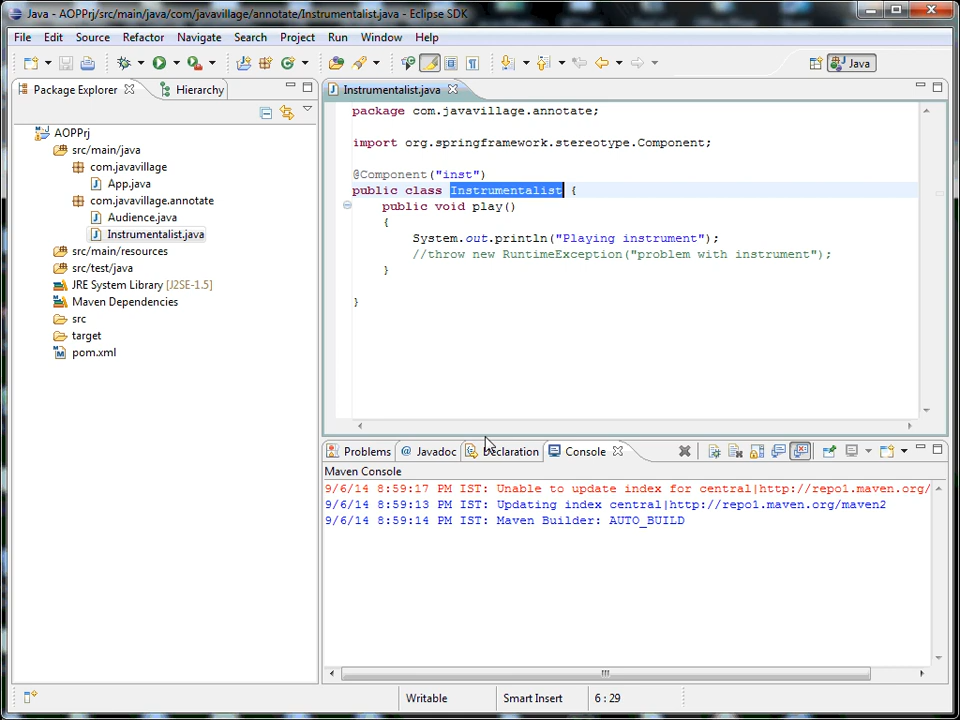 Java - AOPPrj/src/main/java/com/javavillage/annotate/Instrumentalist.java - Eclipse SDK
File Edit Source Refactor Navigate Search Project Run Window Help
Java
Package Explorer Hierarchy
AOPPrj
src/main/java
com.javavillage
App.java
com.javavillage.annotate
Audience.java
Instrumentalist.java
src/main/resources
src/test/java
JRE System Library [J2SE-1.5]
Maven Dependencies
src
target
pom.xml
Instrumentalist.java
package com.javavillage.annotate;
import org.springframework.stereotype.Component;
@Component("inst")
public class Instrumentalist {
public void play()
{
System.out.println("Playing instrument");
//throw new RuntimeException("problem with instrument");
}
}
Problems @ Javadoc Declaration Console
Maven Console
9/6/14 8:59:17 PM IST: Unable to update index for central|http://repo1.maven.org/
9/6/14 8:59:13 PM IST: Updating index central|http://repo1.maven.org/maven2
9/6/14 8:59:14 PM IST: Maven Builder: AUTO_BUILD
Writable Smart Insert 6 : 29